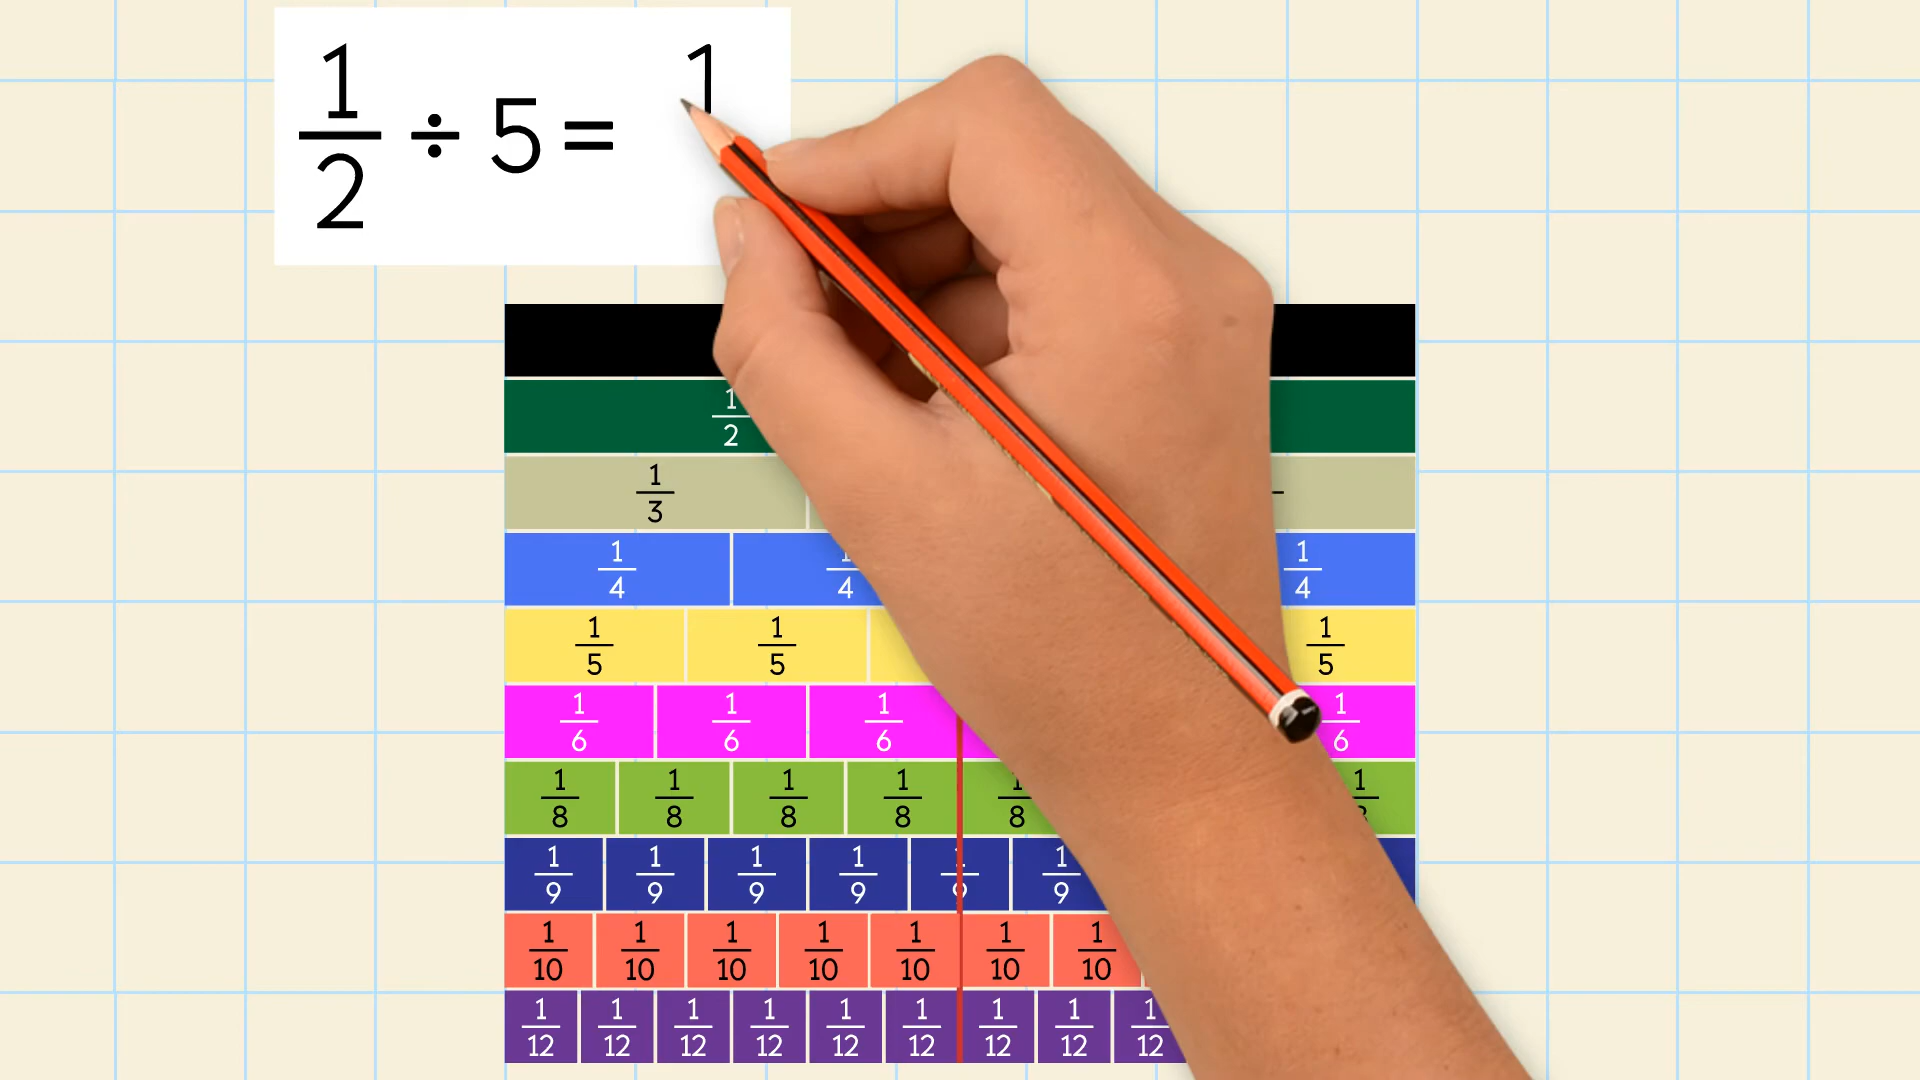 1/2 ÷ 5 = 1
1/2
1/3
1/4 1/4 1/4
1/5 1/5 1/5
1/6 1/6 1/6 1/6
1/8 1/8 1/8 1/8 1/8
1/9 1/9 1/9 1/9 1/9 1/9
1/10 1/10 1/10 1/10 1/10 1/10 1/10
1/12 1/12 1/12 1/12 1/12 1/12 1/12 1/12 1/12